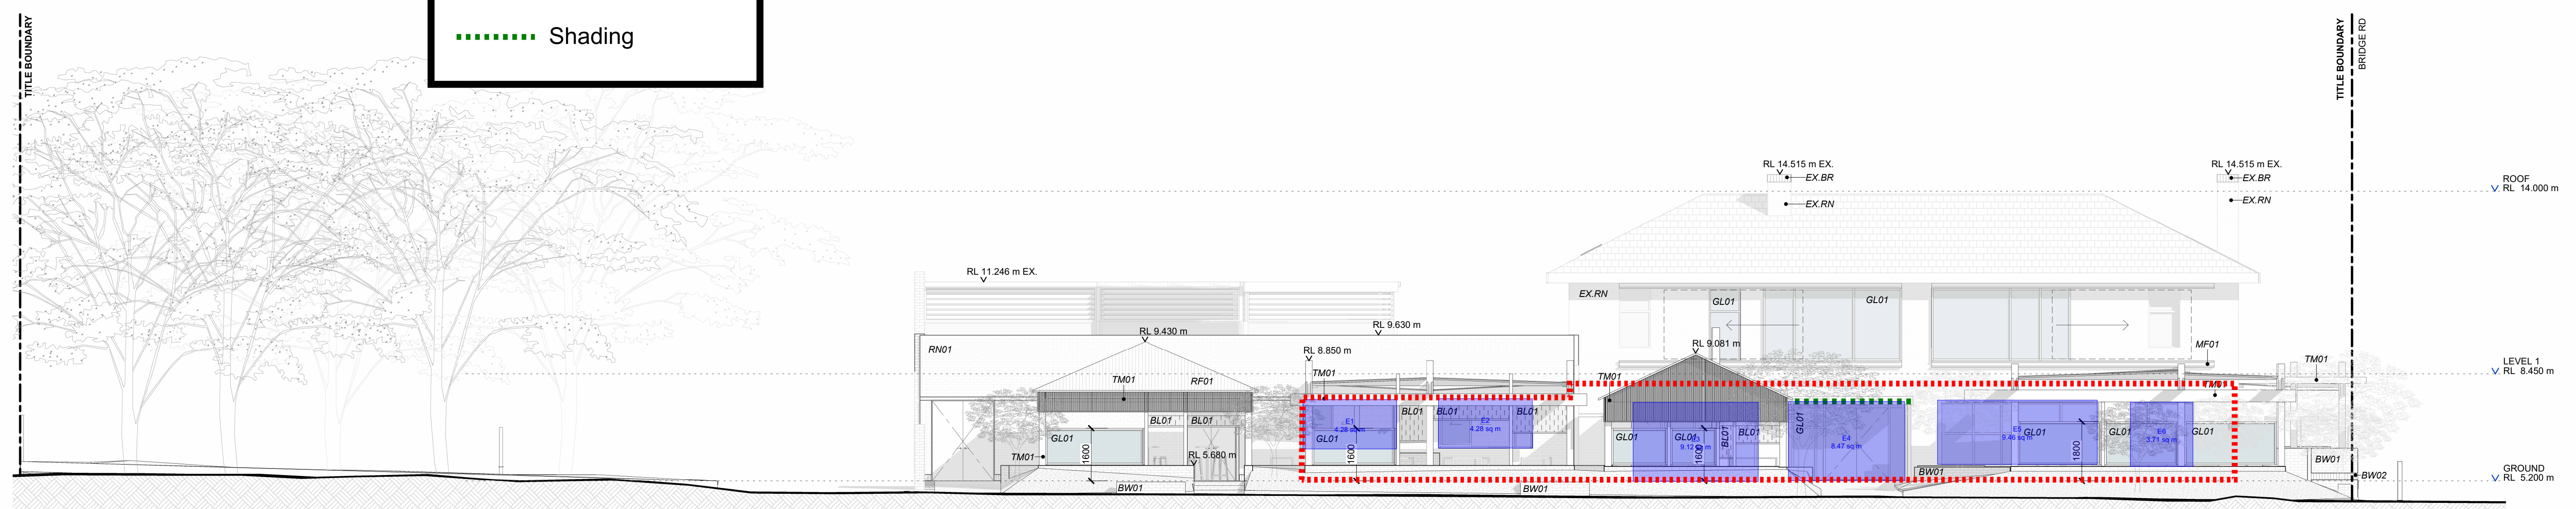 Shading
TITLE BOUNDARY
TITLE BOUNDARY
BRIDGE RD
RL 14.515 m EX.
RL 14.515 m EX.
EX.BR
EX.BR
ROOF
RL 14.000 m
EX.RN
EX.RN
RL 11.246 m EX.
EX.RN
GL01
GL01
RL 9.430 m
RL 9.630 m
RN01
RL 8.850 m
RL 9.081 m
MF01
TM01
LEVEL 1
RL 8.450 m
TM01
RF01
TM01
TM01
TM01
BL01
BL01
BL01
BL01
BL01
E1
4.28 sq m
E2
4.28 sq m
GL01
GL01
GL01
GL01
BL01
BL01
GL01
E4
8.47 sq m
E5
9.46 sq m
GL01
GL01
E6
3.71 sq m
GL01
1600
1600
1600
1800
TM01
RL 5.680 m
BW01
BW01
BW01
BW01
BW02
GROUND
RL 5.200 m